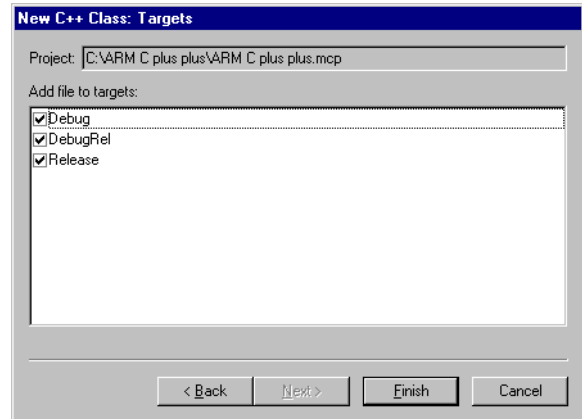 New C++ Class: Targets
Project: C:\ARM C plus plus\ARM C plus plus.mcp
Add file to targets:
Debug
DebugRel
Release
< Back Next > Finish Cancel